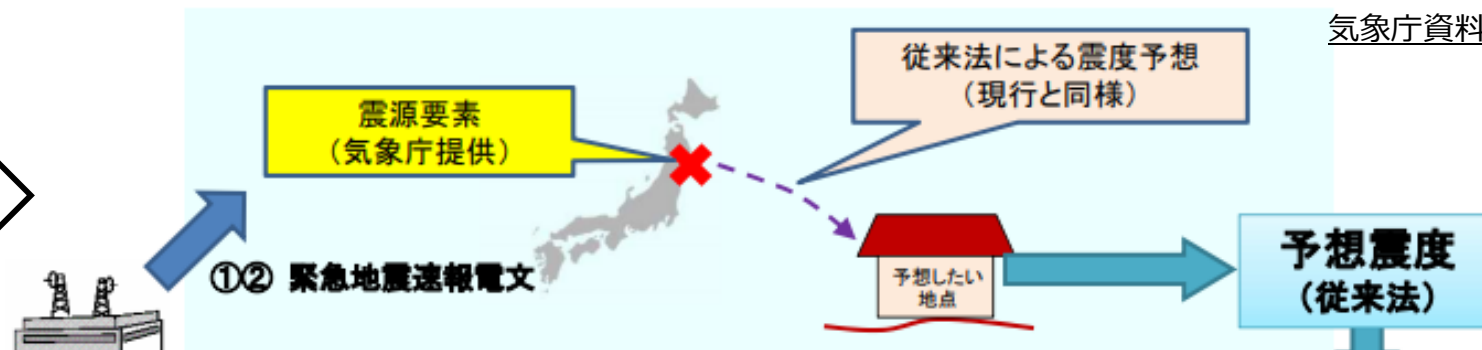 気象庁資料
従来法による震度予想
（現行と同様）
震源要素
（気象庁提供）
①② 緊急地震速報電文
予想したい
地点
予想震度
（従来法）